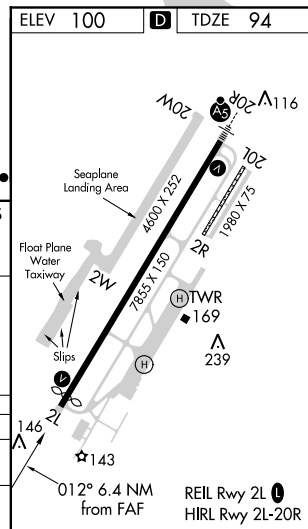 ELEV 100 D TDZE 94
20W
A5
20R
116
20L
Seaplane
Landing Area
4600 X 252
V
1980 X 75
2R
Float Plane
Water
Taxiway
2W
7855 X 150
H TWR
169
239
Slips
H
V
2L
146
143
012° 6.4 NM
from FAF
REIL Rwy 2L L
HIRL Rwy 2L-20R